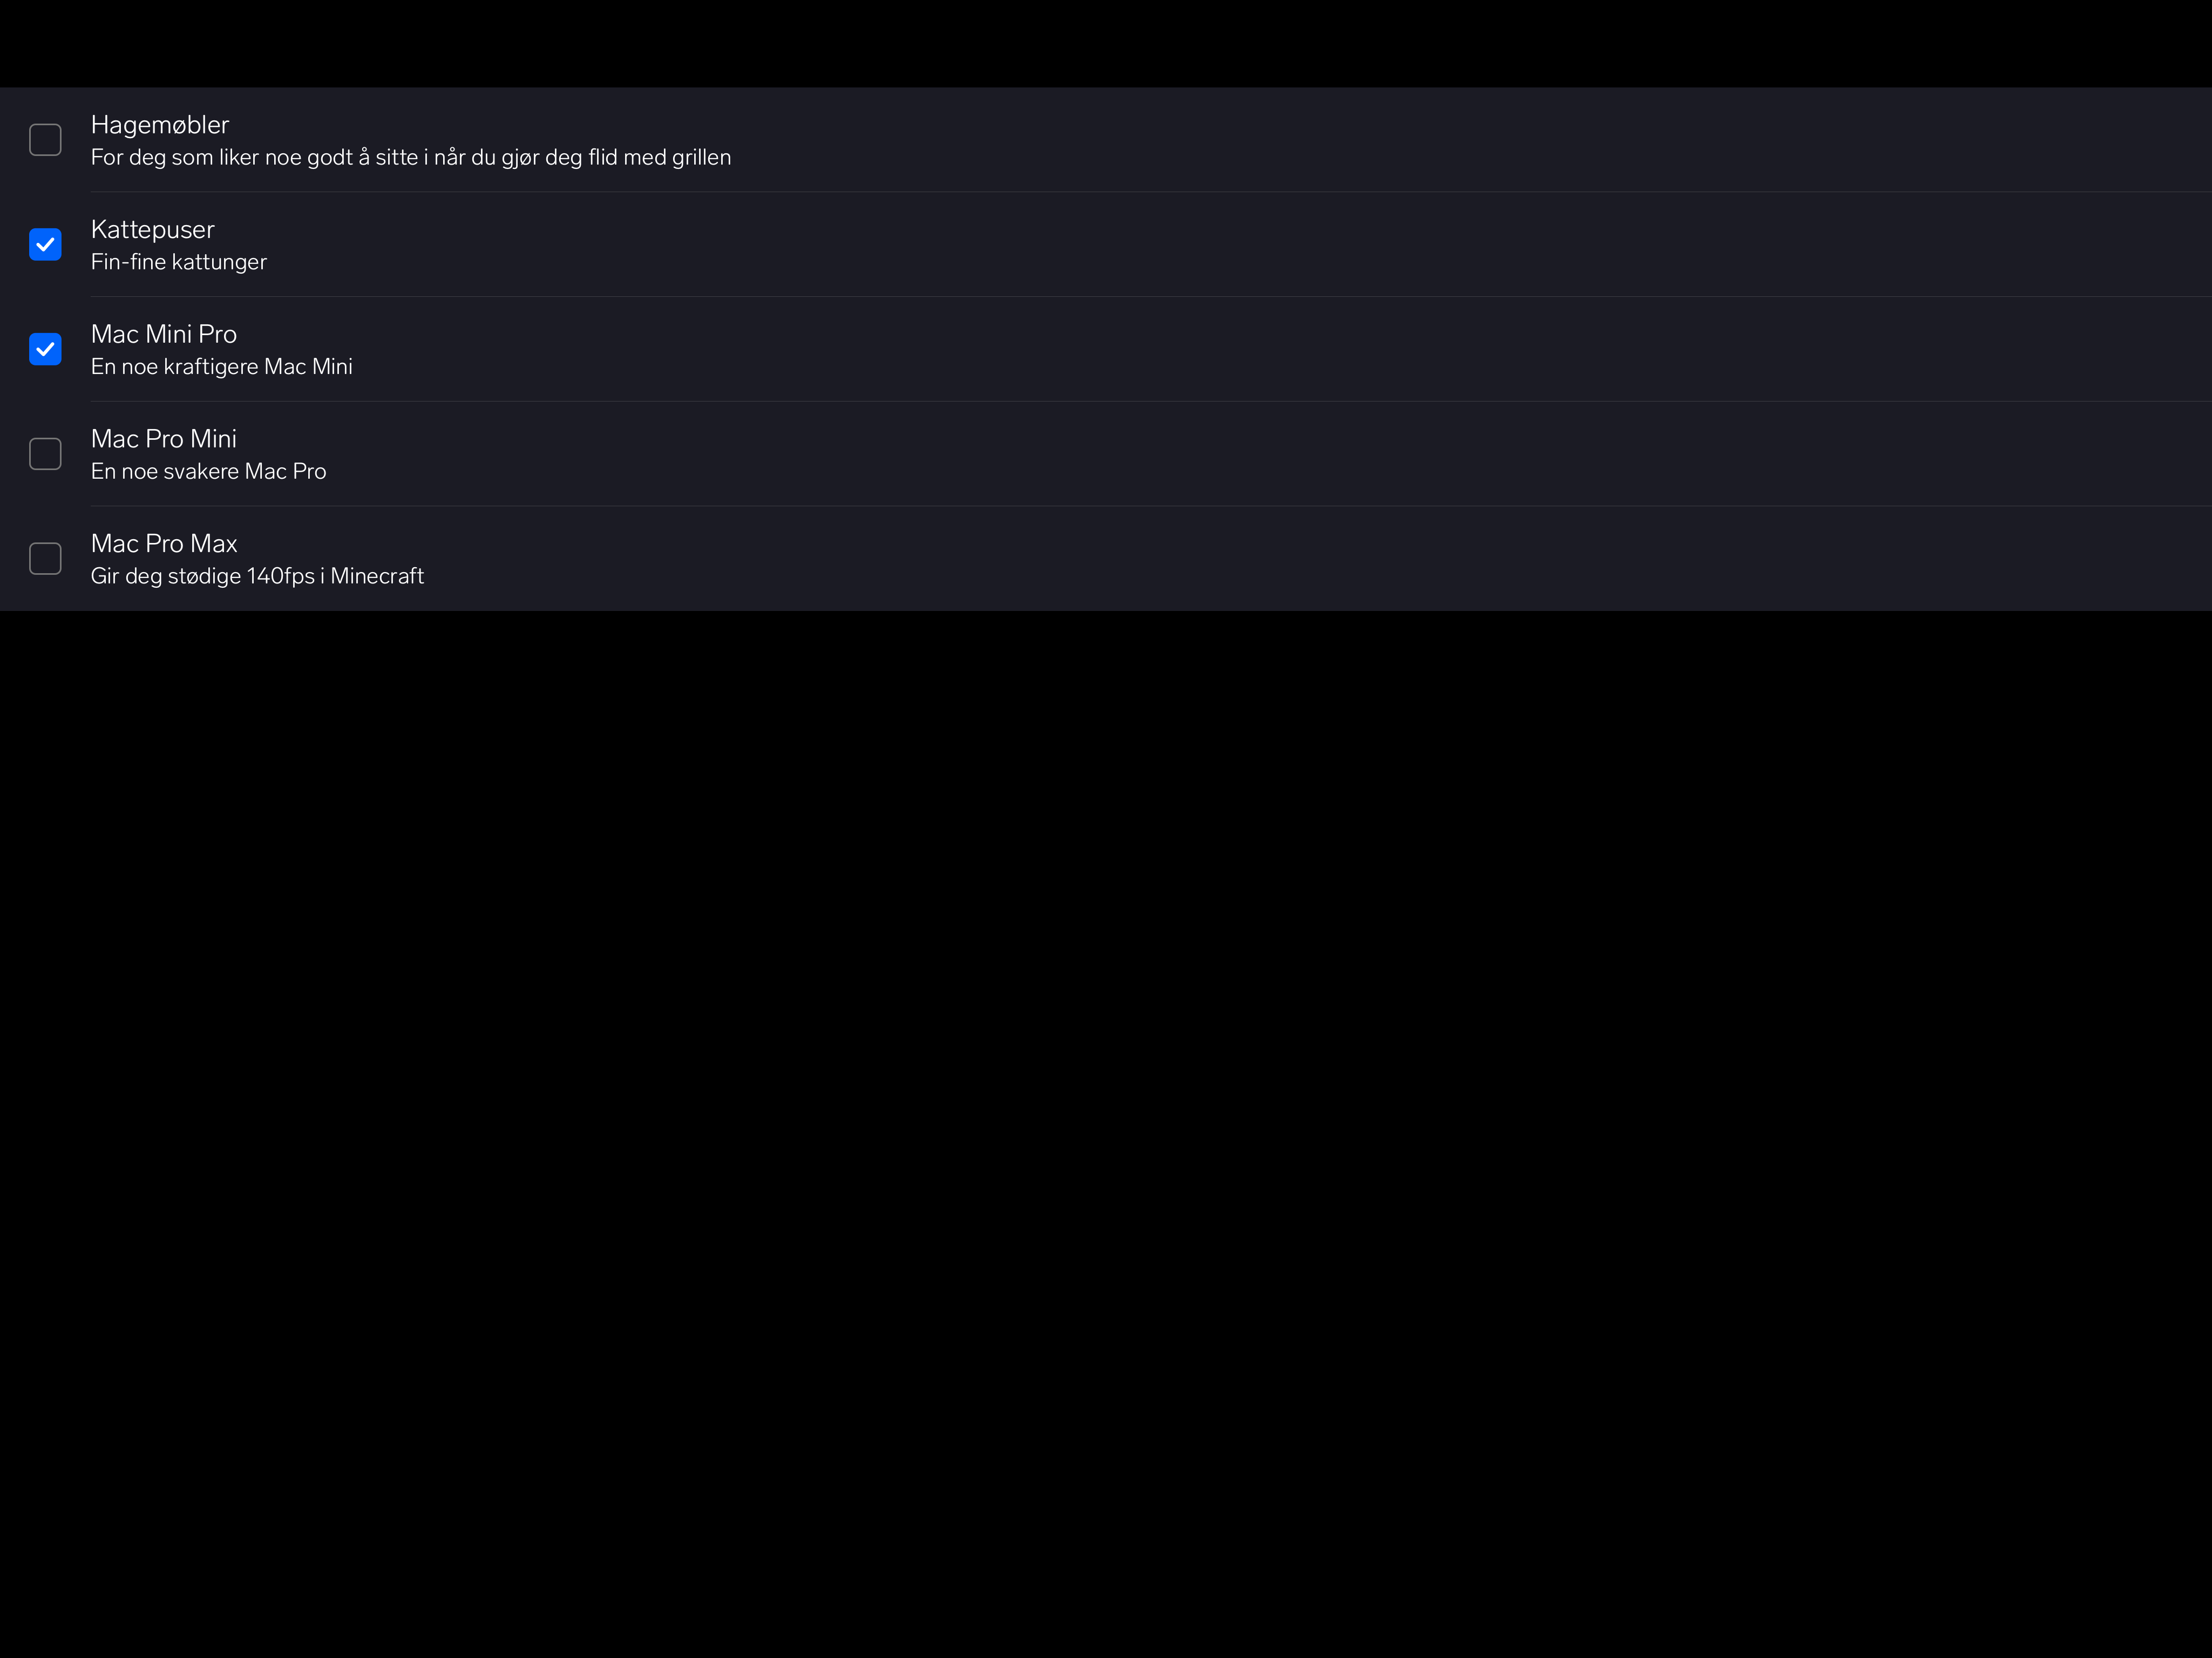 Hagemøbler
For deg som liker noe godt å sitte i når du gjør deg flid med grillen
Kattepuser
Fin-fine kattunger
Mac Mini Pro
En noe kraftigere Mac Mini
Mac Pro Mini
En noe svakere Mac Pro
Mac Pro Max
Gir deg stødige 140fps i Minecraft